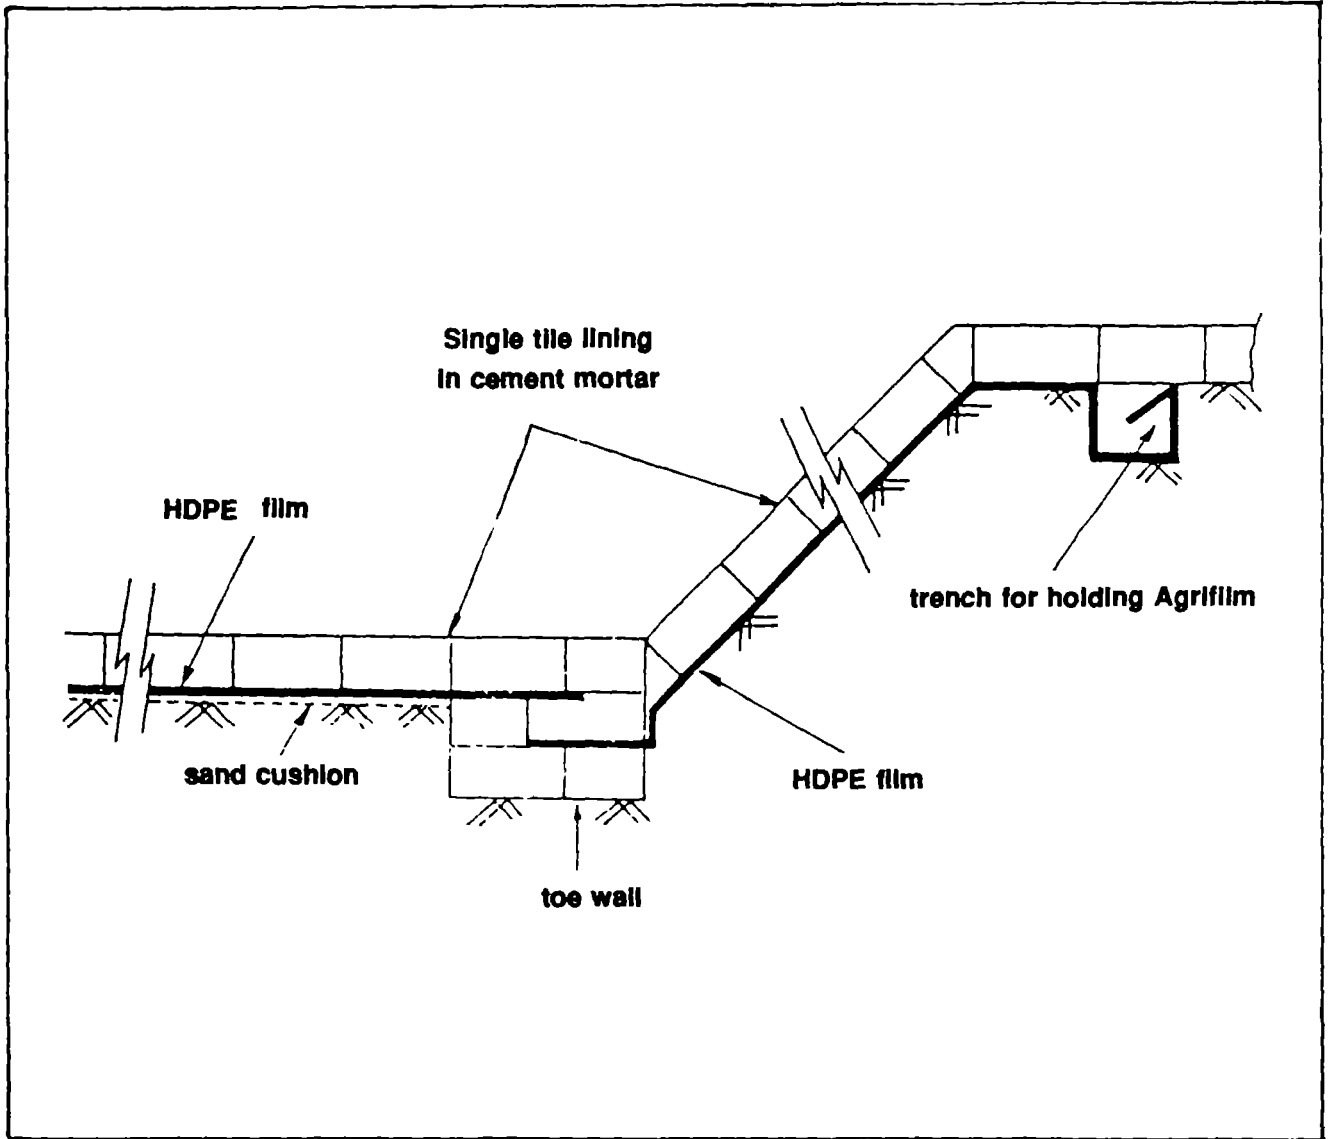 Single tile lining
in cement mortar
HDPE film
trench for holding Agrifilm
sand cushion
HDPE film
toe wall